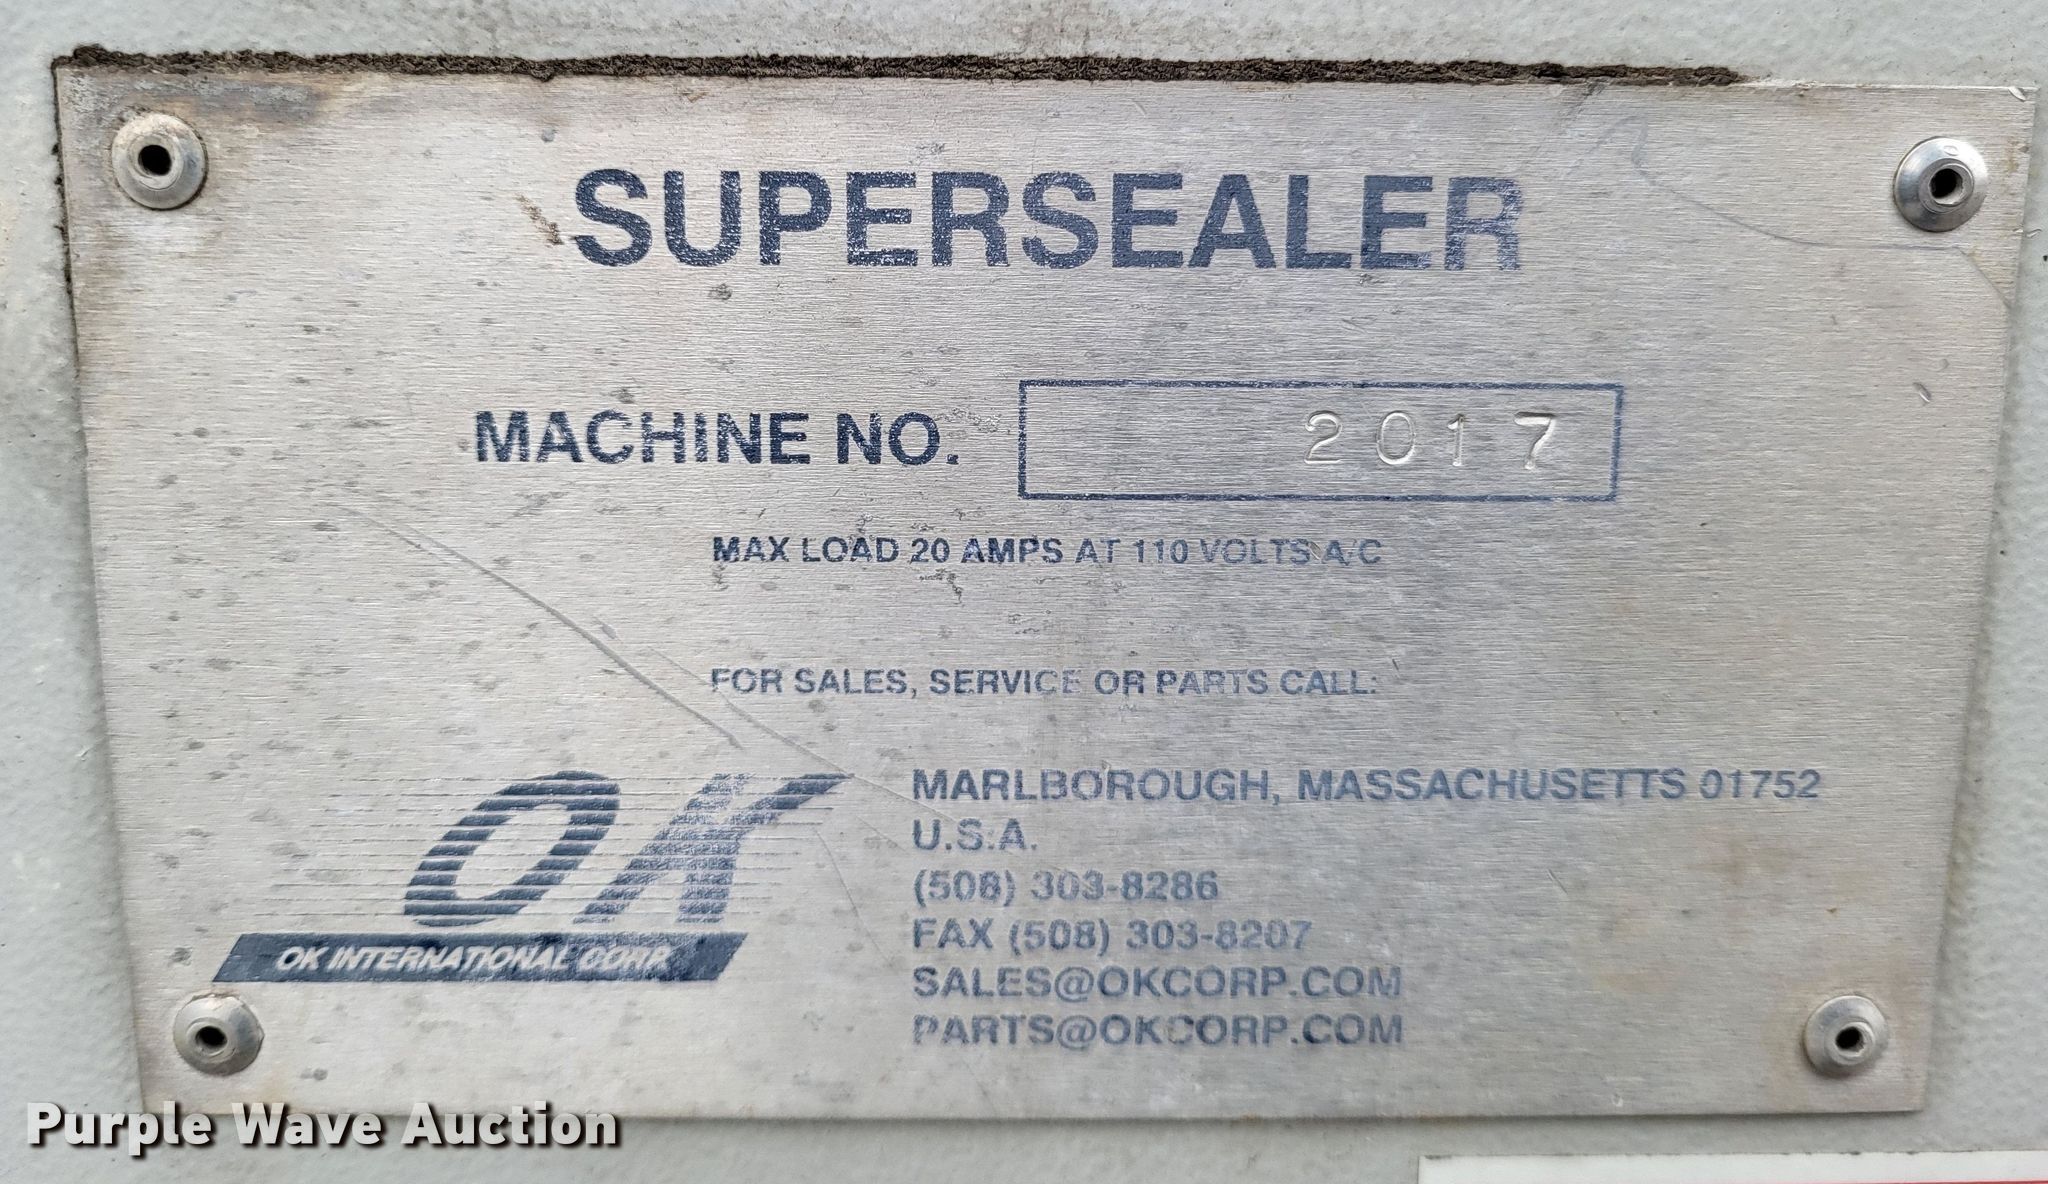 SUPERSEALER
MACHINE NO. 2017
MAX LOAD 20 AMPS AT 110 VOLTS A/C
FOR SALES, SERVICE OR PARTS CALL:
OK
OK INTERNATIONAL CORP.
MARLBOROUGH, MASSACHUSETTS 01752
U.S.A.
(508) 303-8286
FAX (508) 303-8207
SALES@OKCORP.COM
PARTS@OKCORP.COM
Purple Wave Auction